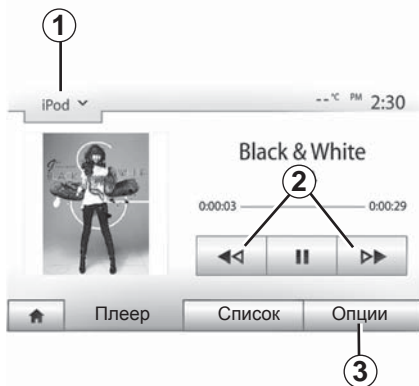 1
iPod
--°C PM 2:30
Black & White
2
0:00:03 0:00:29
Плеер Список Опции
3